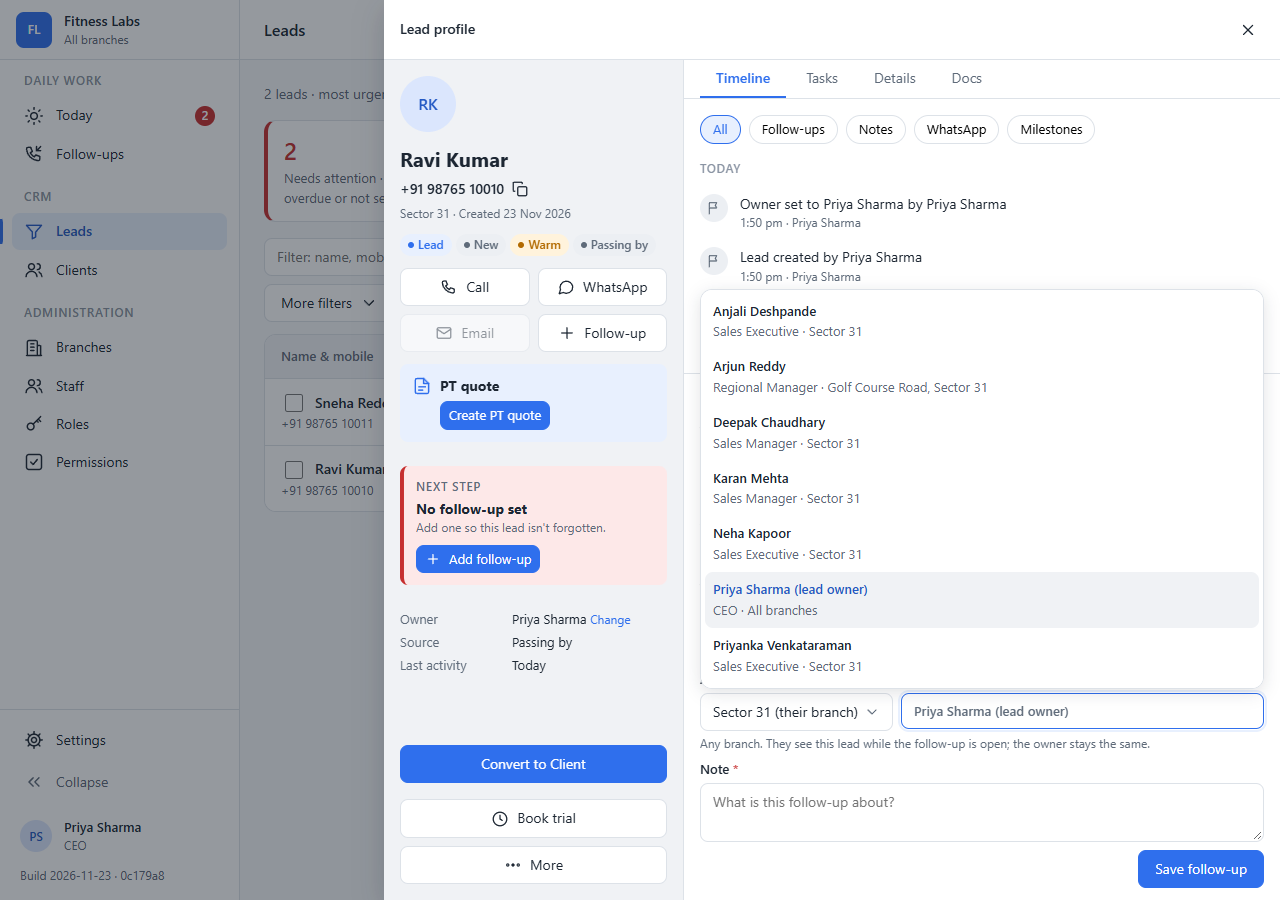 FL
Fitness Labs
All branches
DAILY WORK
Today
2
Follow-ups
CRM
Leads
Clients
ADMINISTRATION
Branches
Staff
Roles
Permissions
Settings
Collapse
PS
Priya Sharma
CEO
Build 2026-11-23 · 0c179a8
Leads
2 leads · most urgen
2
Needs attention ·
overdue or not se
Filter: name, mob
More filters
Name & mobile
Sneha Redd
+91 98765 10011
Ravi Kumar
+91 98765 10010
Lead profile
RK
Ravi Kumar
+91 98765 10010
Sector 31 · Created 23 Nov 2026
Lead
New
Warm
Passing by
Call
WhatsApp
Email
Follow-up
PT quote
Create PT quote
NEXT STEP
No follow-up set
Add one so this lead isn't forgotten.
Add follow-up
Owner Priya Sharma Change
Source Passing by
Last activity Today
Convert to Client
Book trial
More
Timeline
Tasks
Details
Docs
All
Follow-ups
Notes
WhatsApp
Milestones
TODAY
Owner set to Priya Sharma by Priya Sharma
1:50 pm · Priya Sharma
Lead created by Priya Sharma
1:50 pm · Priya Sharma
Anjali Deshpande
Sales Executive · Sector 31
Arjun Reddy
Regional Manager · Golf Course Road, Sector 31
Deepak Chaudhary
Sales Manager · Sector 31
Karan Mehta
Sales Manager · Sector 31
Neha Kapoor
Sales Executive · Sector 31
Priya Sharma (lead owner)
CEO · All branches
Priyanka Venkataraman
Sales Executive · Sector 31
Sector 31 (their branch)
Priya Sharma (lead owner)
Any branch. They see this lead while the follow-up is open; the owner stays the same.
Note *
What is this follow-up about?
Save follow-up